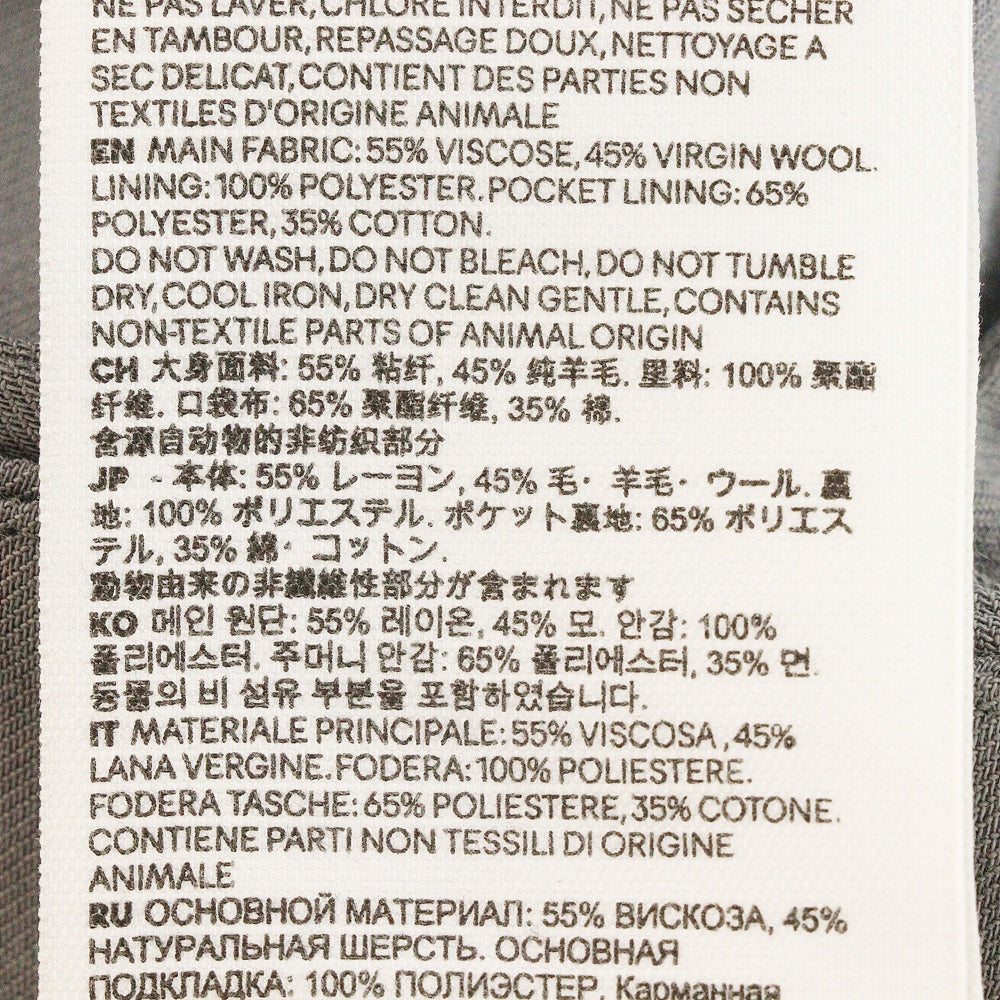 NE PAS LAVER, CHLORE INTERDIT, NE PAS SÉCHER
EN TAMBOUR, REPASSAGE DOUX, NETTOYAGE A
SEC DELICAT, CONTIENT DES PARTIES NON
TEXTILES D'ORIGINE ANIMALE
EN MAIN FABRIC: 55% VISCOSE, 45% VIRGIN WOOL.
LINING: 100% POLYESTER. POCKET LINING: 65%
POLYESTER, 35% COTTON.
DO NOT WASH, DO NOT BLEACH, DO NOT TUMBLE
DRY, COOL IRON, DRY CLEAN GENTLE, CONTAINS
NON-TEXTILE PARTS OF ANIMAL ORIGIN
CH 大身面料: 55% 粘纤, 45% 纯羊毛. 里料: 100% 聚酯
纤维. 口袋布: 65% 聚酯纤维, 35% 棉.
含源自动物的非纺织部分
JP - 本体: 55% レーヨン, 45% 毛· 羊毛· ウール. 裏
地: 100% ポリエステル. ポケット裏地: 65% ポリエス
テル, 35% 綿· コットン.
動物由来の非繊維性部分が含まれます
KO 메인 원단: 55% 레이온, 45% 모. 안감: 100%
폴리에스터. 주머니 안감: 65% 폴리에스터, 35% 면.
동물의 비 섬유 부분을 포함하였습니다.
IT MATERIALE PRINCIPALE: 55% VISCOSA , 45%
LANA VERGINE. FODERA: 100% POLIESTERE.
FODERA TASCHE: 65% POLIESTERE, 35% COTONE.
CONTIENE PARTI NON TESSILI DI ORIGINE
ANIMALE
RU ОСНОВНОЙ МАТЕРИАЛ: 55% ВИСКОЗА, 45%
НАТУРАЛЬНАЯ ШЕРСТЬ. ОСНОВНАЯ
ПОДКЛАДКА: 100% ПОЛИЭСТЕР. Карманная